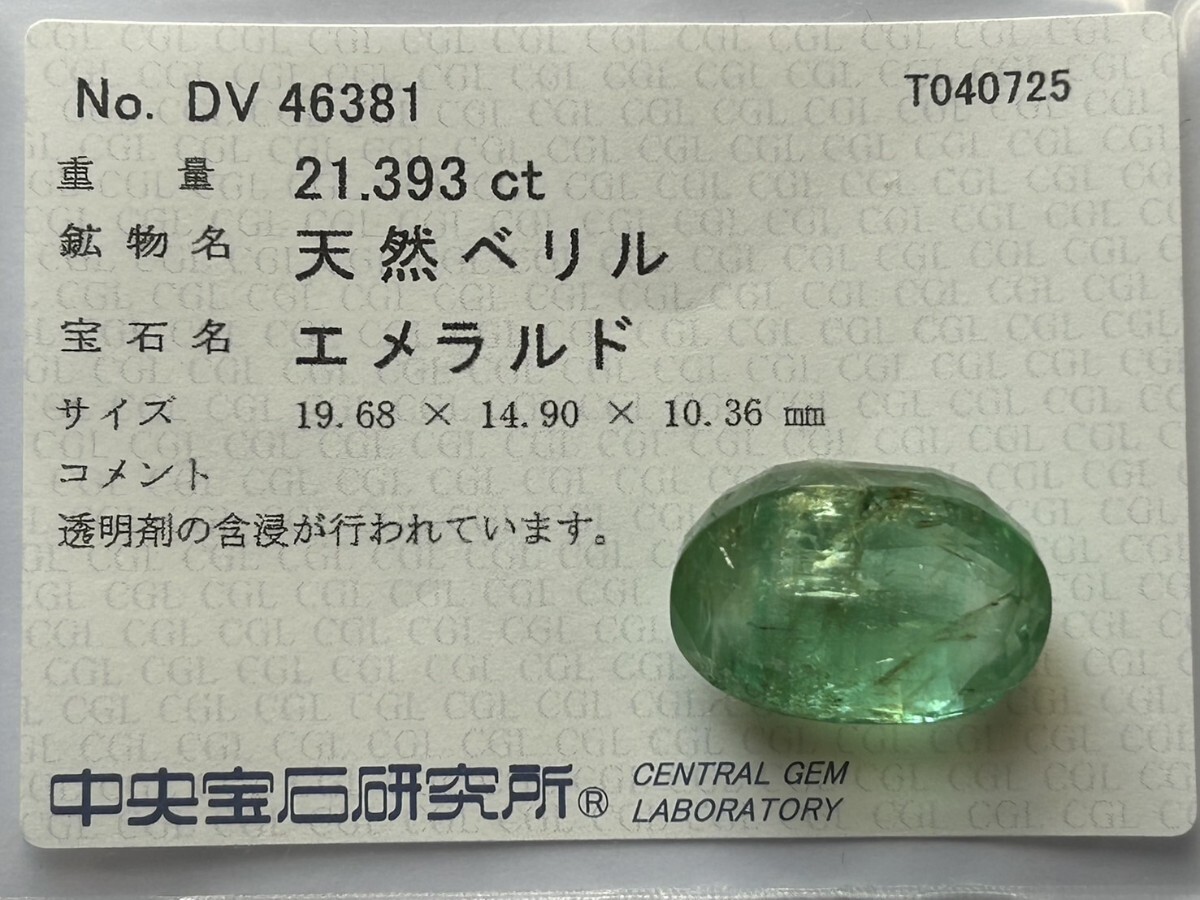 No. DV 46381
T040725
重量 21.393 ct
鉱物名 天然ベリル
宝石名 エメラルド
サイズ 19.68 × 14.90 × 10.36 mm
コメント
透明剤の含浸が行われています。
中央宝石研究所® CENTRAL GEM
LABORATORY